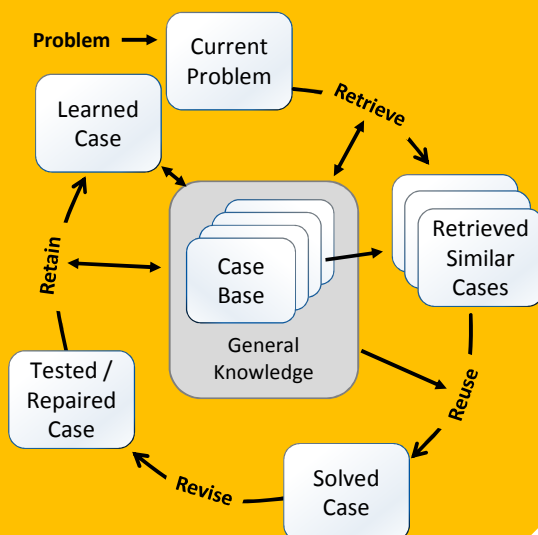 Problem
Current
Problem
Retrieve
Learned
Case
Retrieved
Similar
Cases
Case
Base
General
Knowledge
Retain
Reuse
Tested /
Repaired
Case
Revise
Solved
Case